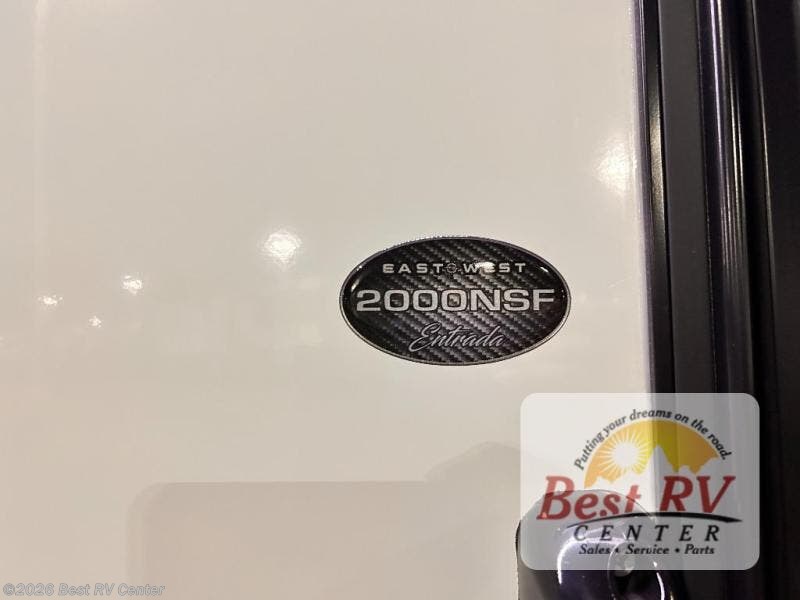 EAST WEST
2000NSF
Entrada
Putting your dreams on the road.
Best RV
CENTER
Sales • Service • Parts
©2026 Best RV Center